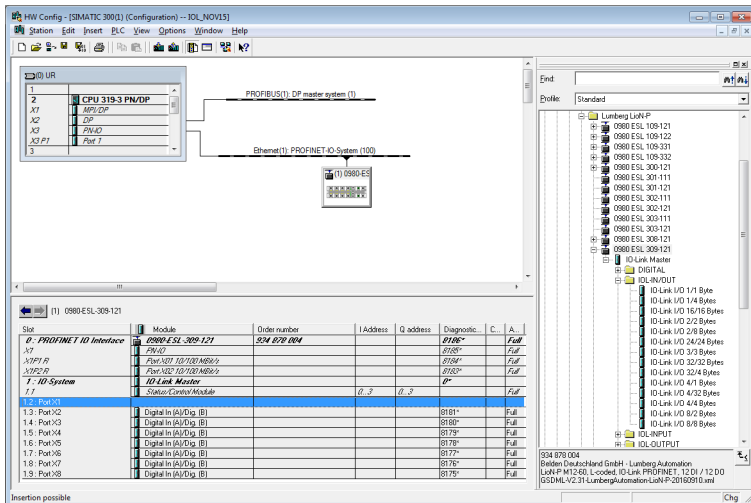 HW Config - [SIMATIC 300(1) (Configuration) -- IOL_NOV15]
Station Edit Insert PLC View Options Window Help
(0) UR
1
2 CPU 319-3 PN/DP
X1 MPI/DP
X2 DP
X3 PN-IO
X3 P1 Port 1
3
PROFIBUS(1): DP master system (1)
Ethernet(1): PROFINET-IO-System (100)
(1) 0980-ES
Find:
Profile: Standard
Lumberg LioN-P
0980 ESL 109-121
0980 ESL 109-122
0980 ESL 109-331
0980 ESL 109-332
0980 ESL 300-121
0980 ESL 301-111
0980 ESL 301-121
0980 ESL 302-111
0980 ESL 302-121
0980 ESL 303-111
0980 ESL 303-121
0980 ESL 308-121
0980 ESL 309-121
IO-Link Master
DIGITAL
IOL-IN/OUT
IO-Link I/O 1/1 Byte
IO-Link I/O 1/4 Bytes
IO-Link I/O 16/16 Bytes
IO-Link I/O 2/2 Bytes
IO-Link I/O 2/8 Bytes
IO-Link I/O 24/24 Bytes
IO-Link I/O 3/3 Bytes
IO-Link I/O 32/32 Bytes
IO-Link I/O 32/4 Bytes
IO-Link I/O 4/1 Bytes
IO-Link I/O 4/32 Bytes
IO-Link I/O 4/4 Bytes
IO-Link I/O 8/2 Bytes
IO-Link I/O 8/8 Bytes
IOL-INPUT
IOL-OUTPUT
934 878 004
Belden Deutschland GmbH - Lumberg Automation
LioN-P M12-60, L-coded, IO-Link PROFINET, 12 DI / 12 DO
GSDML-V2.31-LumbergAutomation-LioN-P-20160910.xml
(1) 0980-ESL-309-121
Slot Module Order number I Address Q address Diagnostic... C... A...
0 : PROFINET IO Interface 0980-ESL-309-121 934 878 004 8186* Full
X1 PN-IO 8185* Full
X1P1 R Port X01 10/100 MBit/s 8184* Full
X1P2 R Port X02 10/100 MBit/s 8183* Full
1 : IO-System IO-Link Master 0*
1.1 Status/Control Module 0...3 0...3 Full
1.2 : Port X1
1.3 : Port X2 Digital In (A)/Dig. (B) 8181* Full
1.4 : Port X3 Digital In (A)/Dig. (B) 8180* Full
1.5 : Port X4 Digital In (A)/Dig. (B) 8179* Full
1.6 : Port X5 Digital In (A)/Dig. (B) 8178* Full
1.7 : Port X6 Digital In (A)/Dig. (B) 8177* Full
1.8 : Port X7 Digital In (A)/Dig. (B) 8176* Full
1.9 : Port X8 Digital In (A)/Dig. (B) 8175* Full
Insertion possible Chg